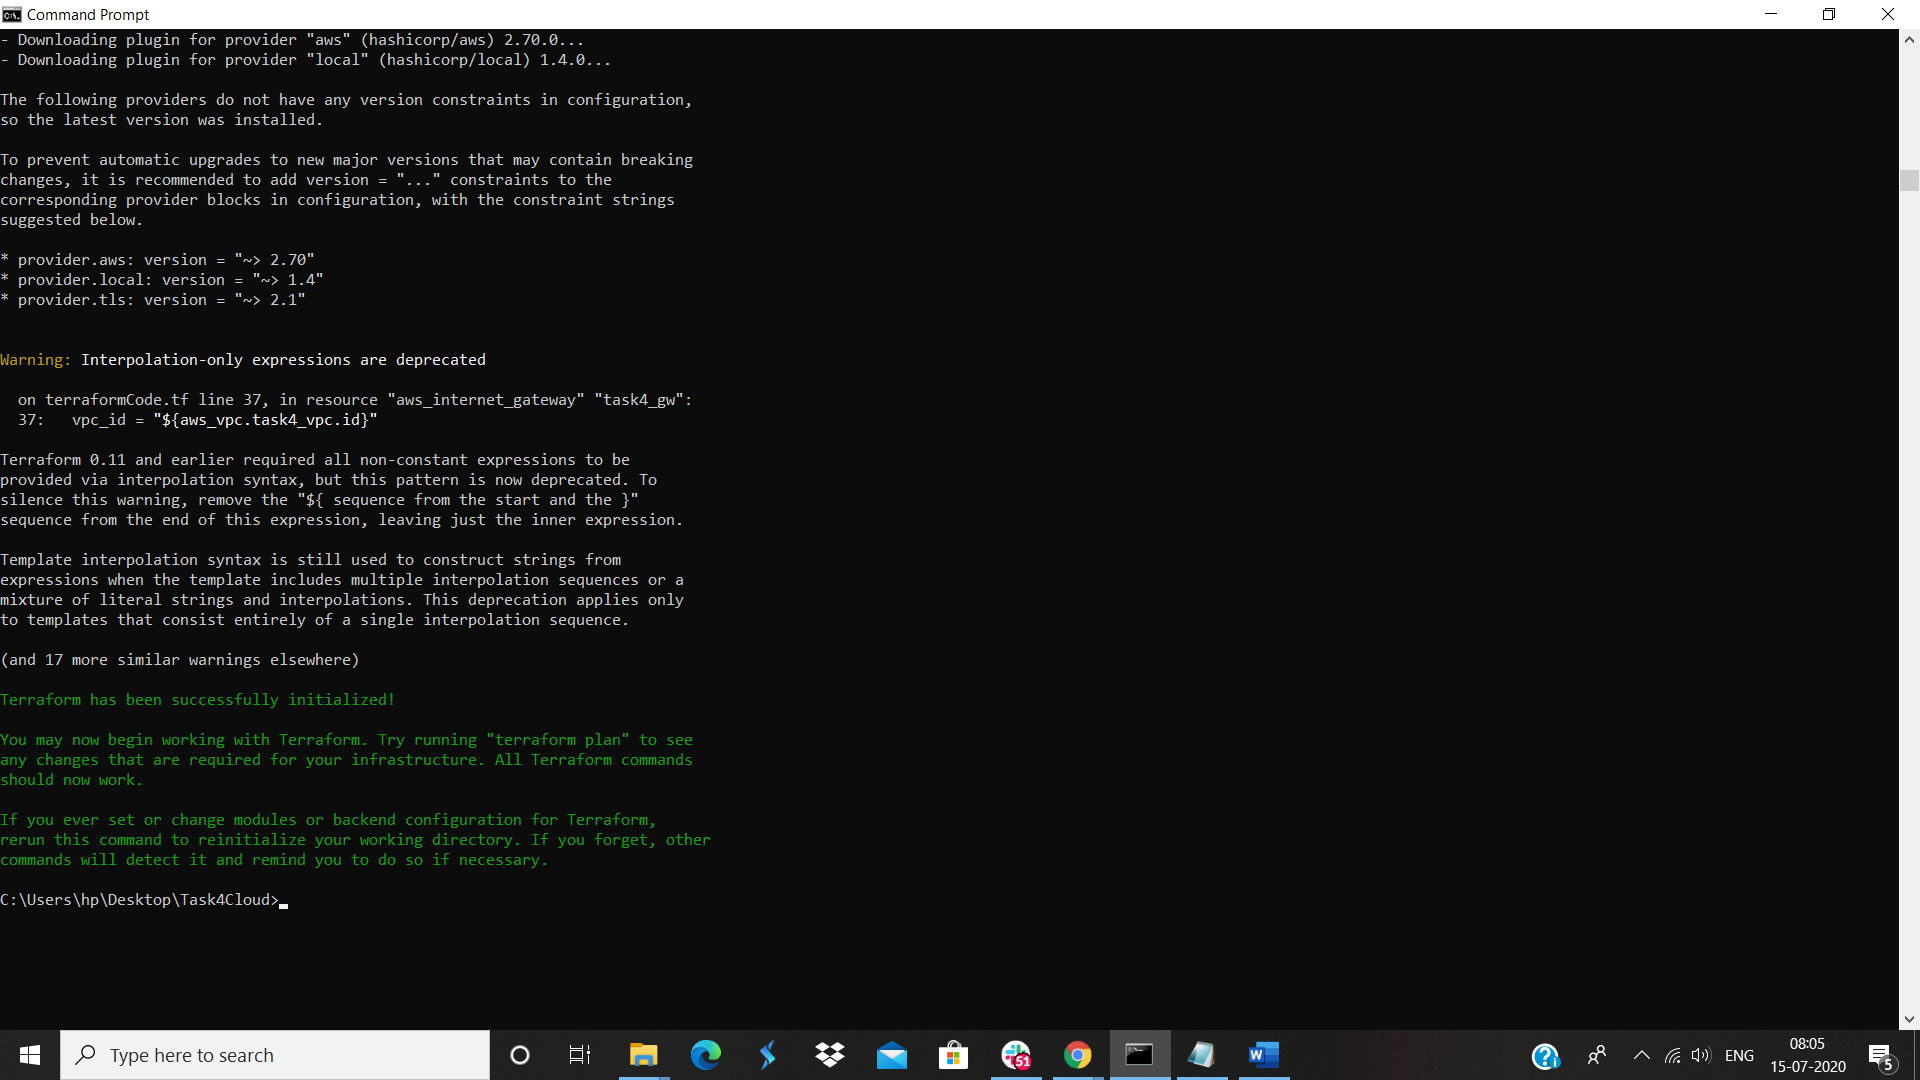 Command Prompt
- Downloading plugin for provider "aws" (hashicorp/aws) 2.70.0...
- Downloading plugin for provider "local" (hashicorp/local) 1.4.0...
The following providers do not have any version constraints in configuration,
so the latest version was installed.
To prevent automatic upgrades to new major versions that may contain breaking
changes, it is recommended to add version = "..." constraints to the
corresponding provider blocks in configuration, with the constraint strings
suggested below.
* provider.aws: version = "~> 2.70"
* provider.local: version = "~> 1.4"
* provider.tls: version = "~> 2.1"
Warning: Interpolation-only expressions are deprecated
  on terraformCode.tf line 37, in resource "aws_internet_gateway" "task4_gw":
  37:   vpc_id = "${aws_vpc.task4_vpc.id}"
Terraform 0.11 and earlier required all non-constant expressions to be
provided via interpolation syntax, but this pattern is now deprecated. To
silence this warning, remove the "${ sequence from the start and the }"
sequence from the end of this expression, leaving just the inner expression.
Template interpolation syntax is still used to construct strings from
expressions when the template includes multiple interpolation sequences or a
mixture of literal strings and interpolations. This deprecation applies only
to templates that consist entirely of a single interpolation sequence.
(and 17 more similar warnings elsewhere)
Terraform has been successfully initialized!
You may now begin working with Terraform. Try running "terraform plan" to see
any changes that are required for your infrastructure. All Terraform commands
should now work.
If you ever set or change modules or backend configuration for Terraform,
rerun this command to reinitialize your working directory. If you forget, other
commands will detect it and remind you to do so if necessary.
C:\Users\hp\Desktop\Task4Cloud>
Type here to search
51
ENG
08:05
15-07-2020
5